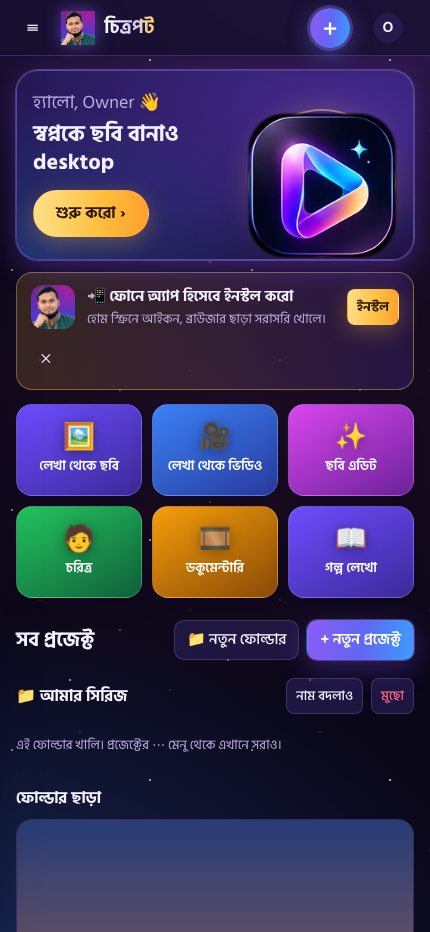 চিত্রপট
+
O
হ্যালো, Owner 👋
স্বপ্নকে ছবি বানাও
desktop
শুরু করো ›
📲 ফোনে অ্যাপ হিসেবে ইনস্টল করো
হোম স্ক্রিনে আইকন, ব্রাউজার ছাড়া সরাসরি খোলে।
ইনস্টল
×
লেখা থেকে ছবি
লেখা থেকে ভিডিও
ছবি এডিট
চরিত্র
ডকুমেন্টারি
গল্প লেখো
সব প্রজেক্ট
📁 নতুন ফোল্ডার
+ নতুন প্রজেক্ট
📁 আমার সিরিজ
নাম বদলাও
মুছো
এই ফোল্ডার খালি। প্রজেক্টের ⋯ মেনু থেকে এখানে সরাও।
ফোল্ডার ছাড়া